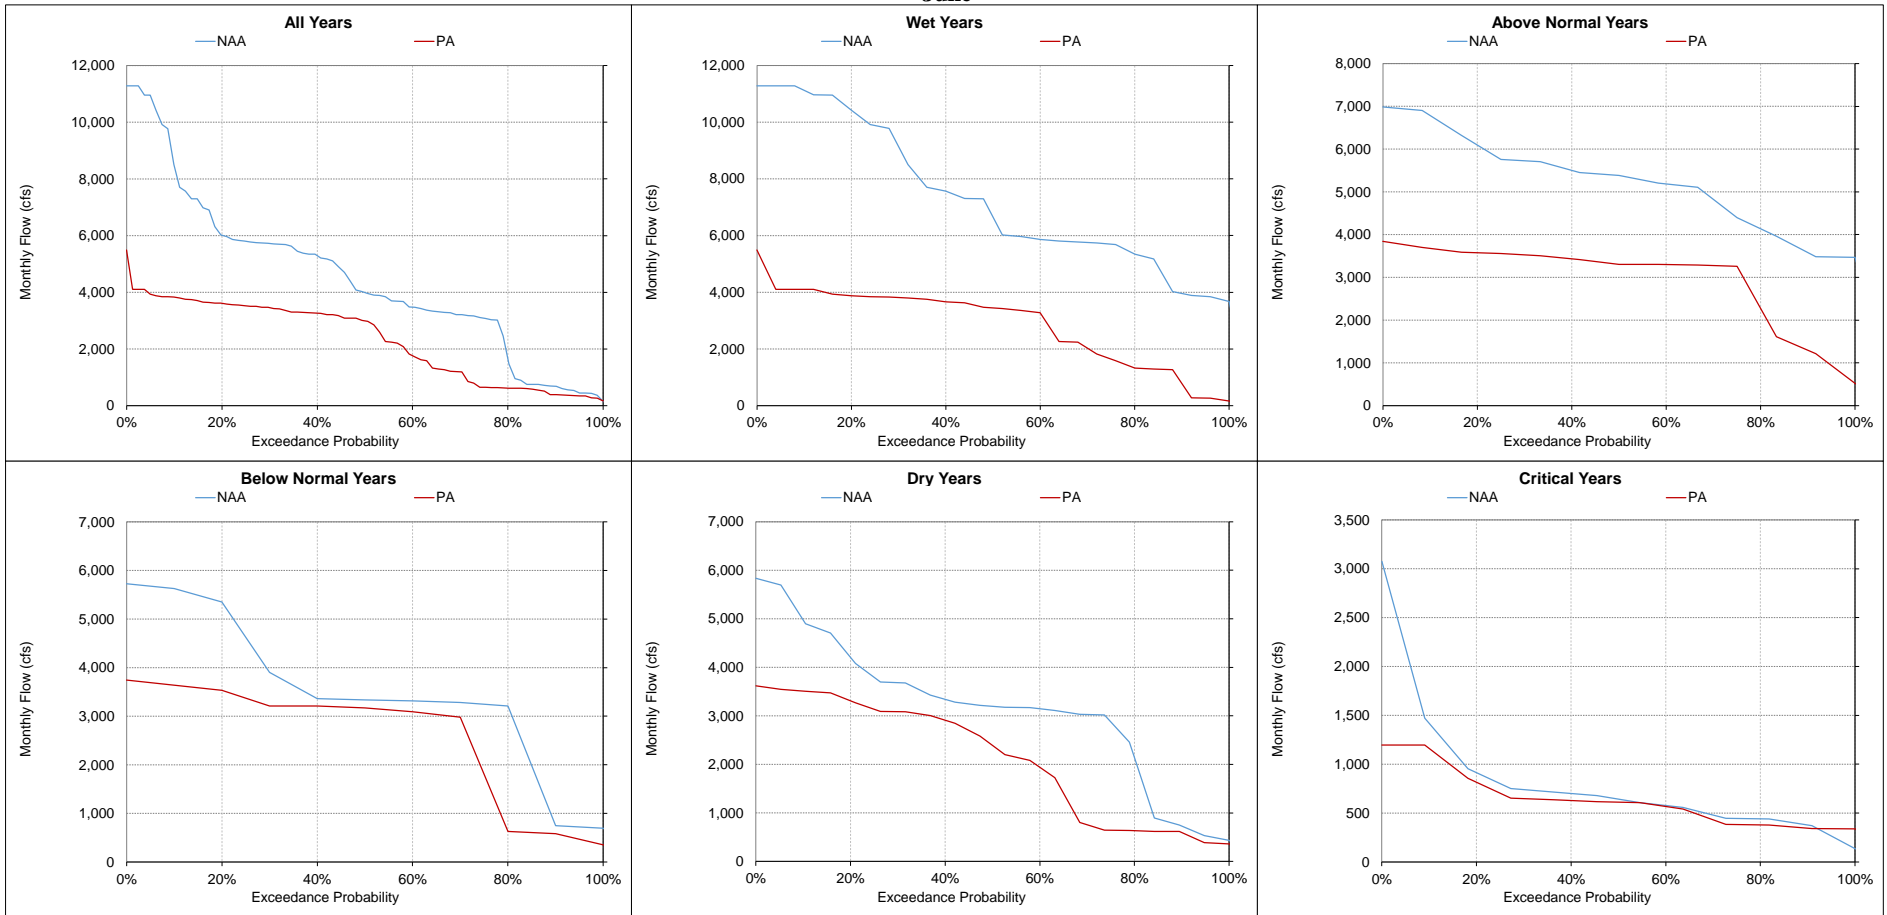 All Years
NAA PA
12,000
10,000
8,000
6,000
4,000
2,000
0
Monthly Flow (cfs)
0% 20% 40% 60% 80% 100%
Exceedance Probability
Wet Years
NAA PA
12,000
10,000
8,000
6,000
4,000
2,000
0
Monthly Flow (cfs)
0% 20% 40% 60% 80% 100%
Exceedance Probability
Above Normal Years
NAA PA
8,000
7,000
6,000
5,000
4,000
3,000
2,000
1,000
0
Monthly Flow (cfs)
0% 20% 40% 60% 80% 100%
Exceedance Probability
Below Normal Years
NAA PA
7,000
6,000
5,000
4,000
3,000
2,000
1,000
0
Monthly Flow (cfs)
0% 20% 40% 60% 80% 100%
Exceedance Probability
Dry Years
NAA PA
7,000
6,000
5,000
4,000
3,000
2,000
1,000
0
Monthly Flow (cfs)
0% 20% 40% 60% 80% 100%
Exceedance Probability
Critical Years
NAA PA
3,500
3,000
2,500
2,000
1,500
1,000
500
0
Monthly Flow (cfs)
0% 20% 40% 60% 80% 100%
Exceedance Probability